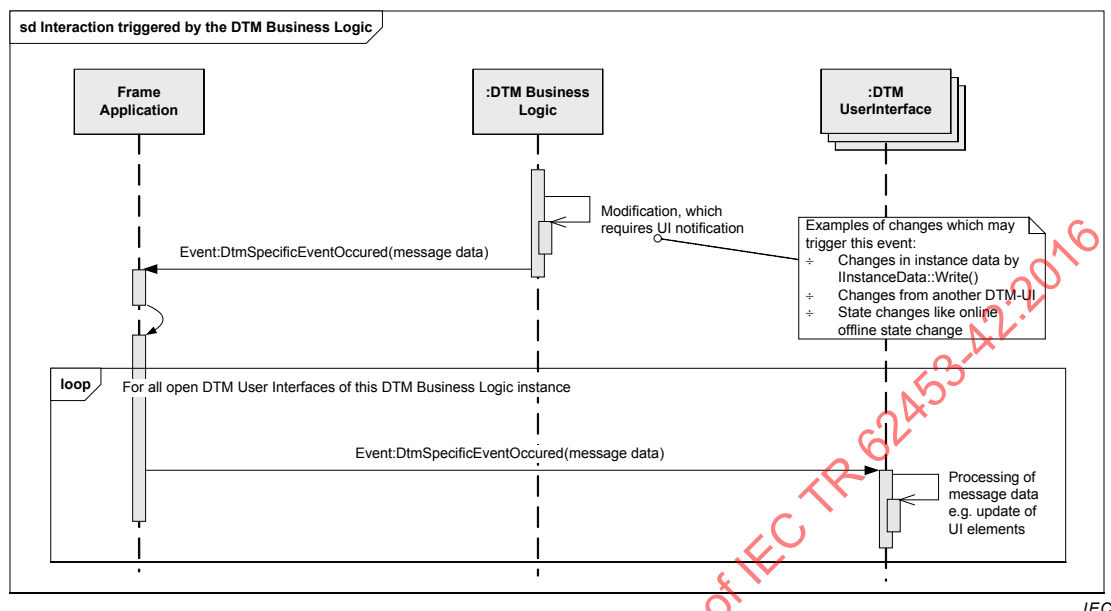 sd Interaction triggered by the DTM Business Logic
Frame
Application
:DTM Business
Logic
:DTM
UserInterface
Modification, which
requires UI notification
Examples of changes which may
trigger this event:
÷ Changes in instance data by
IInstanceData::Write()
÷ Changes from another DTM-UI
÷ State changes like online
offline state change
Event:DtmSpecificEventOccured(message data)
loop
For all open DTM User Interfaces of this DTM Business Logic instance
Event:DtmSpecificEventOccured(message data)
Processing of
message data
e.g. update of
UI elements
of IEC TR 62453-42:2016
IEC